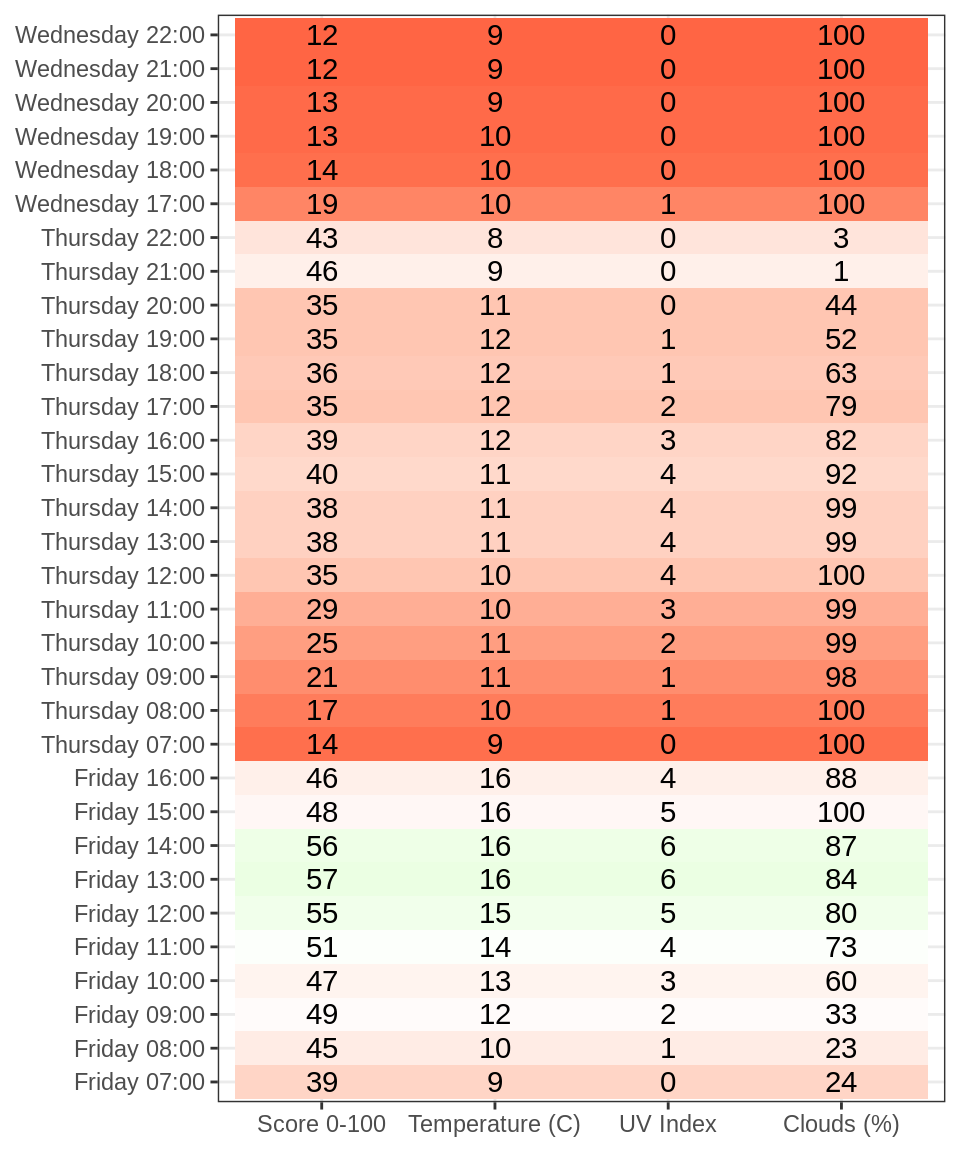 Wednesday 22:00 12 9 0 100
Wednesday 21:00 12 9 0 100
Wednesday 20:00 13 9 0 100
Wednesday 19:00 13 10 0 100
Wednesday 18:00 14 10 0 100
Wednesday 17:00 19 10 1 100
Thursday 22:00 43 8 0 3
Thursday 21:00 46 9 0 1
Thursday 20:00 35 11 0 44
Thursday 19:00 35 12 1 52
Thursday 18:00 36 12 1 63
Thursday 17:00 35 12 2 79
Thursday 16:00 39 12 3 82
Thursday 15:00 40 11 4 92
Thursday 14:00 38 11 4 99
Thursday 13:00 38 11 4 99
Thursday 12:00 35 10 4 100
Thursday 11:00 29 10 3 99
Thursday 10:00 25 11 2 99
Thursday 09:00 21 11 1 98
Thursday 08:00 17 10 1 100
Thursday 07:00 14 9 0 100
Friday 16:00 46 16 4 88
Friday 15:00 48 16 5 100
Friday 14:00 56 16 6 87
Friday 13:00 57 16 6 84
Friday 12:00 55 15 5 80
Friday 11:00 51 14 4 73
Friday 10:00 47 13 3 60
Friday 09:00 49 12 2 33
Friday 08:00 45 10 1 23
Friday 07:00 39 9 0 24
Score 0-100 Temperature (C) UV Index Clouds (%)